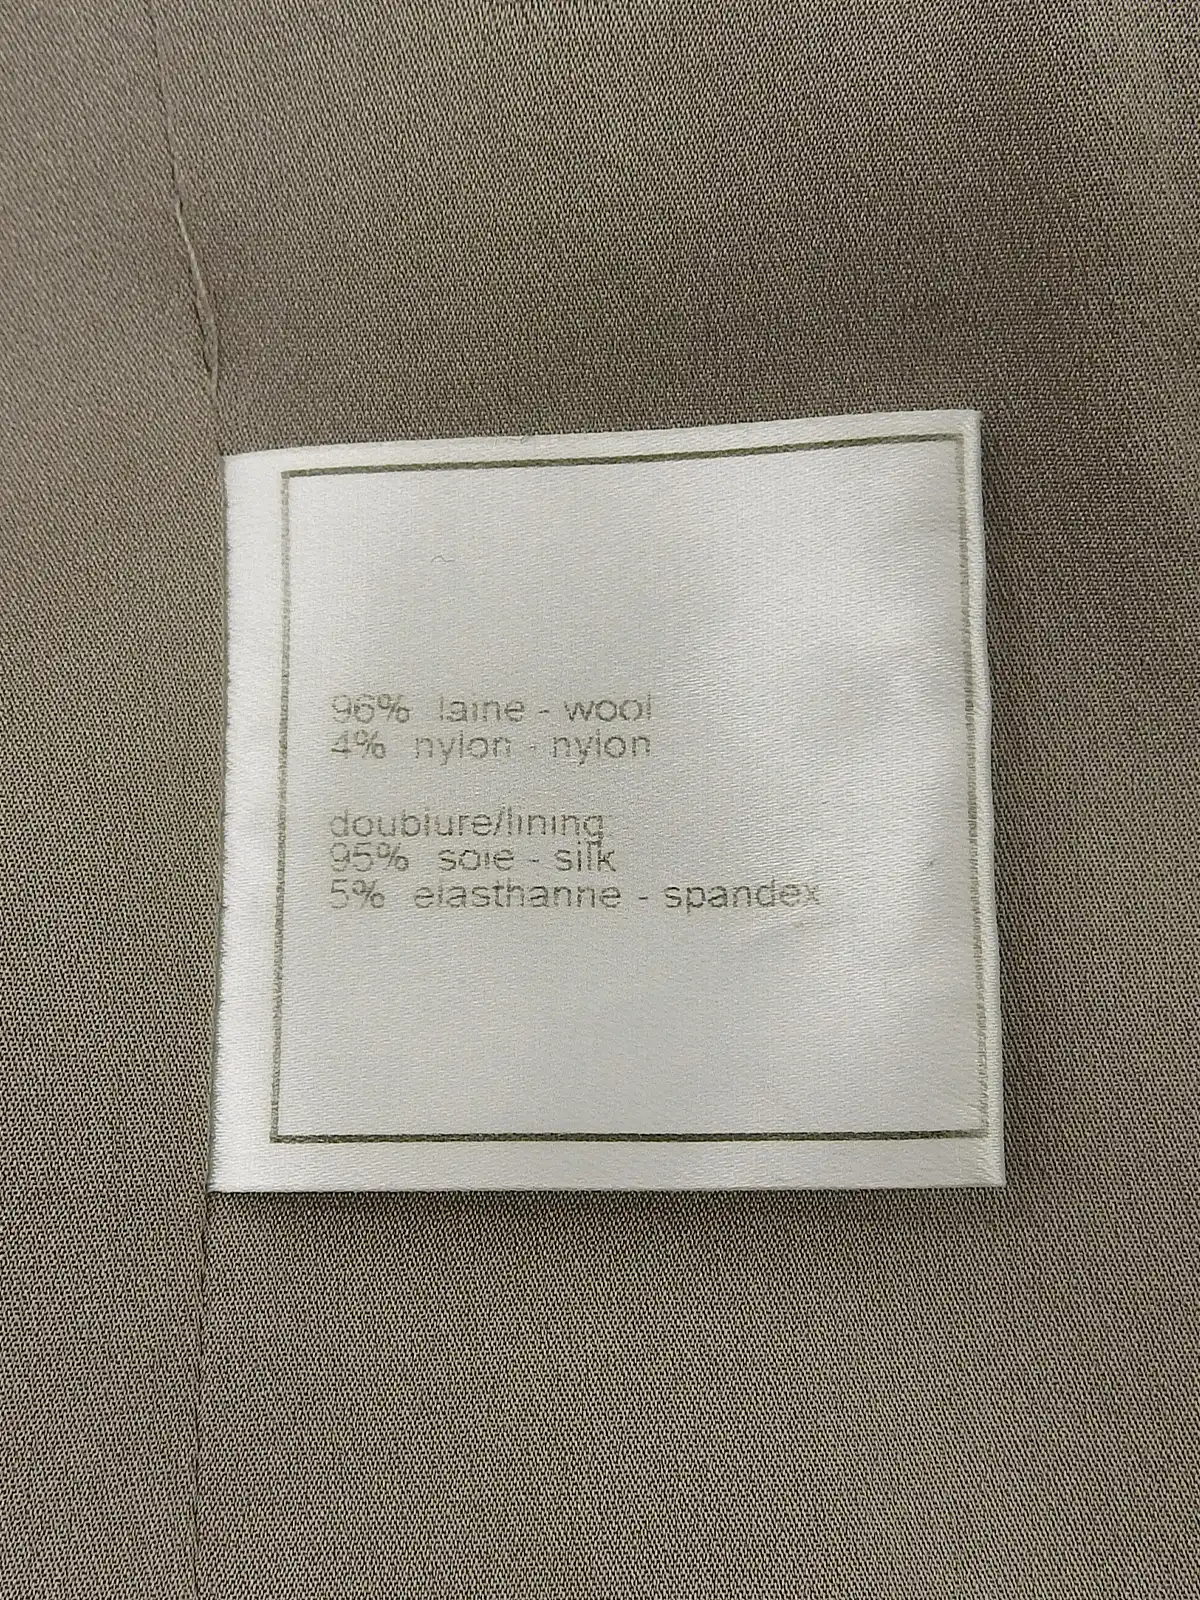 96% laine - wool
4% nylon - nylon
doublure/lining
95% soie - silk
5% elasthanne - spandex